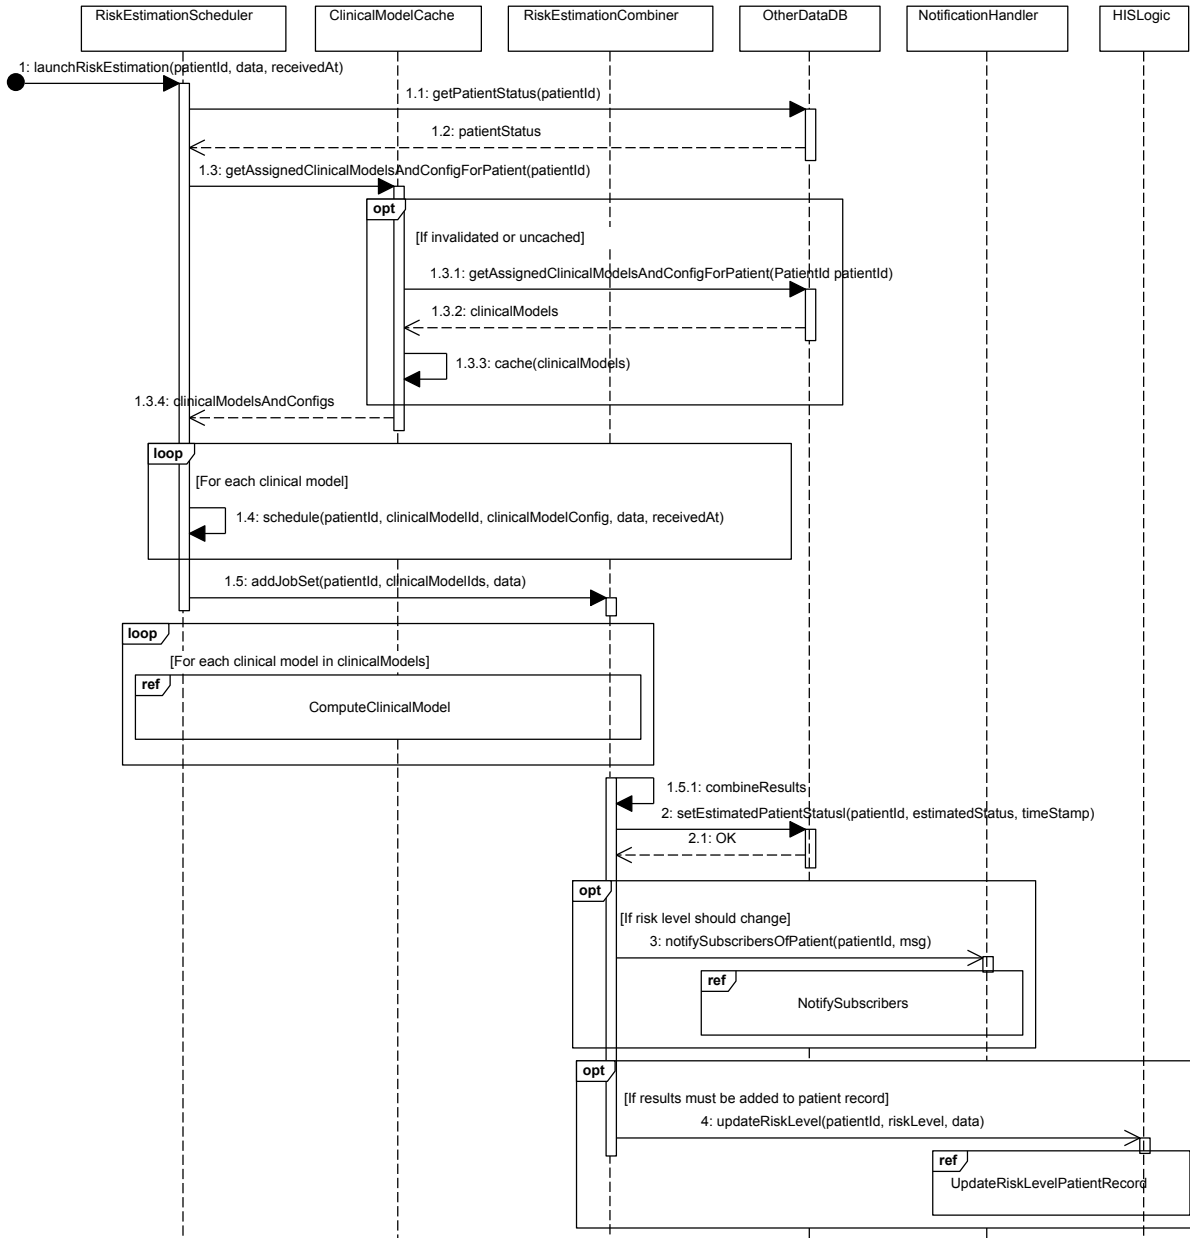 RiskEstimationScheduler
ClinicalModelCache
RiskEstimationCombiner
OtherDataDB
NotificationHandler
HISLogic
1: launchRiskEstimation(patientId, data, receivedAt)
1.1: getPatientStatus(patientId)
1.2: patientStatus
1.3: getAssignedClinicalModelsAndConfigForPatient(patientId)
opt
[If invalidated or uncached]
1.3.1: getAssignedClinicalModelsAndConfigForPatient(PatientId patientId)
1.3.2: clinicalModels
1.3.3: cache(clinicalModels)
1.3.4: clinicalModelsAndConfigs
loop
[For each clinical model]
1.4: schedule(patientId, clinicalModelId, clinicalModelConfig, data, receivedAt)
1.5: addJobSet(patientId, clinicalModelIds, data)
loop
[For each clinical model in clinicalModels]
ref
ComputeClinicalModel
1.5.1: combineResults
2: setEstimatedPatientStatusl(patientId, estimatedStatus, timeStamp)
2.1: OK
opt
[If risk level should change]
3: notifySubscribersOfPatient(patientId, msg)
ref
NotifySubscribers
opt
[If results must be added to patient record]
4: updateRiskLevel(patientId, riskLevel, data)
ref
UpdateRiskLevelPatientRecord